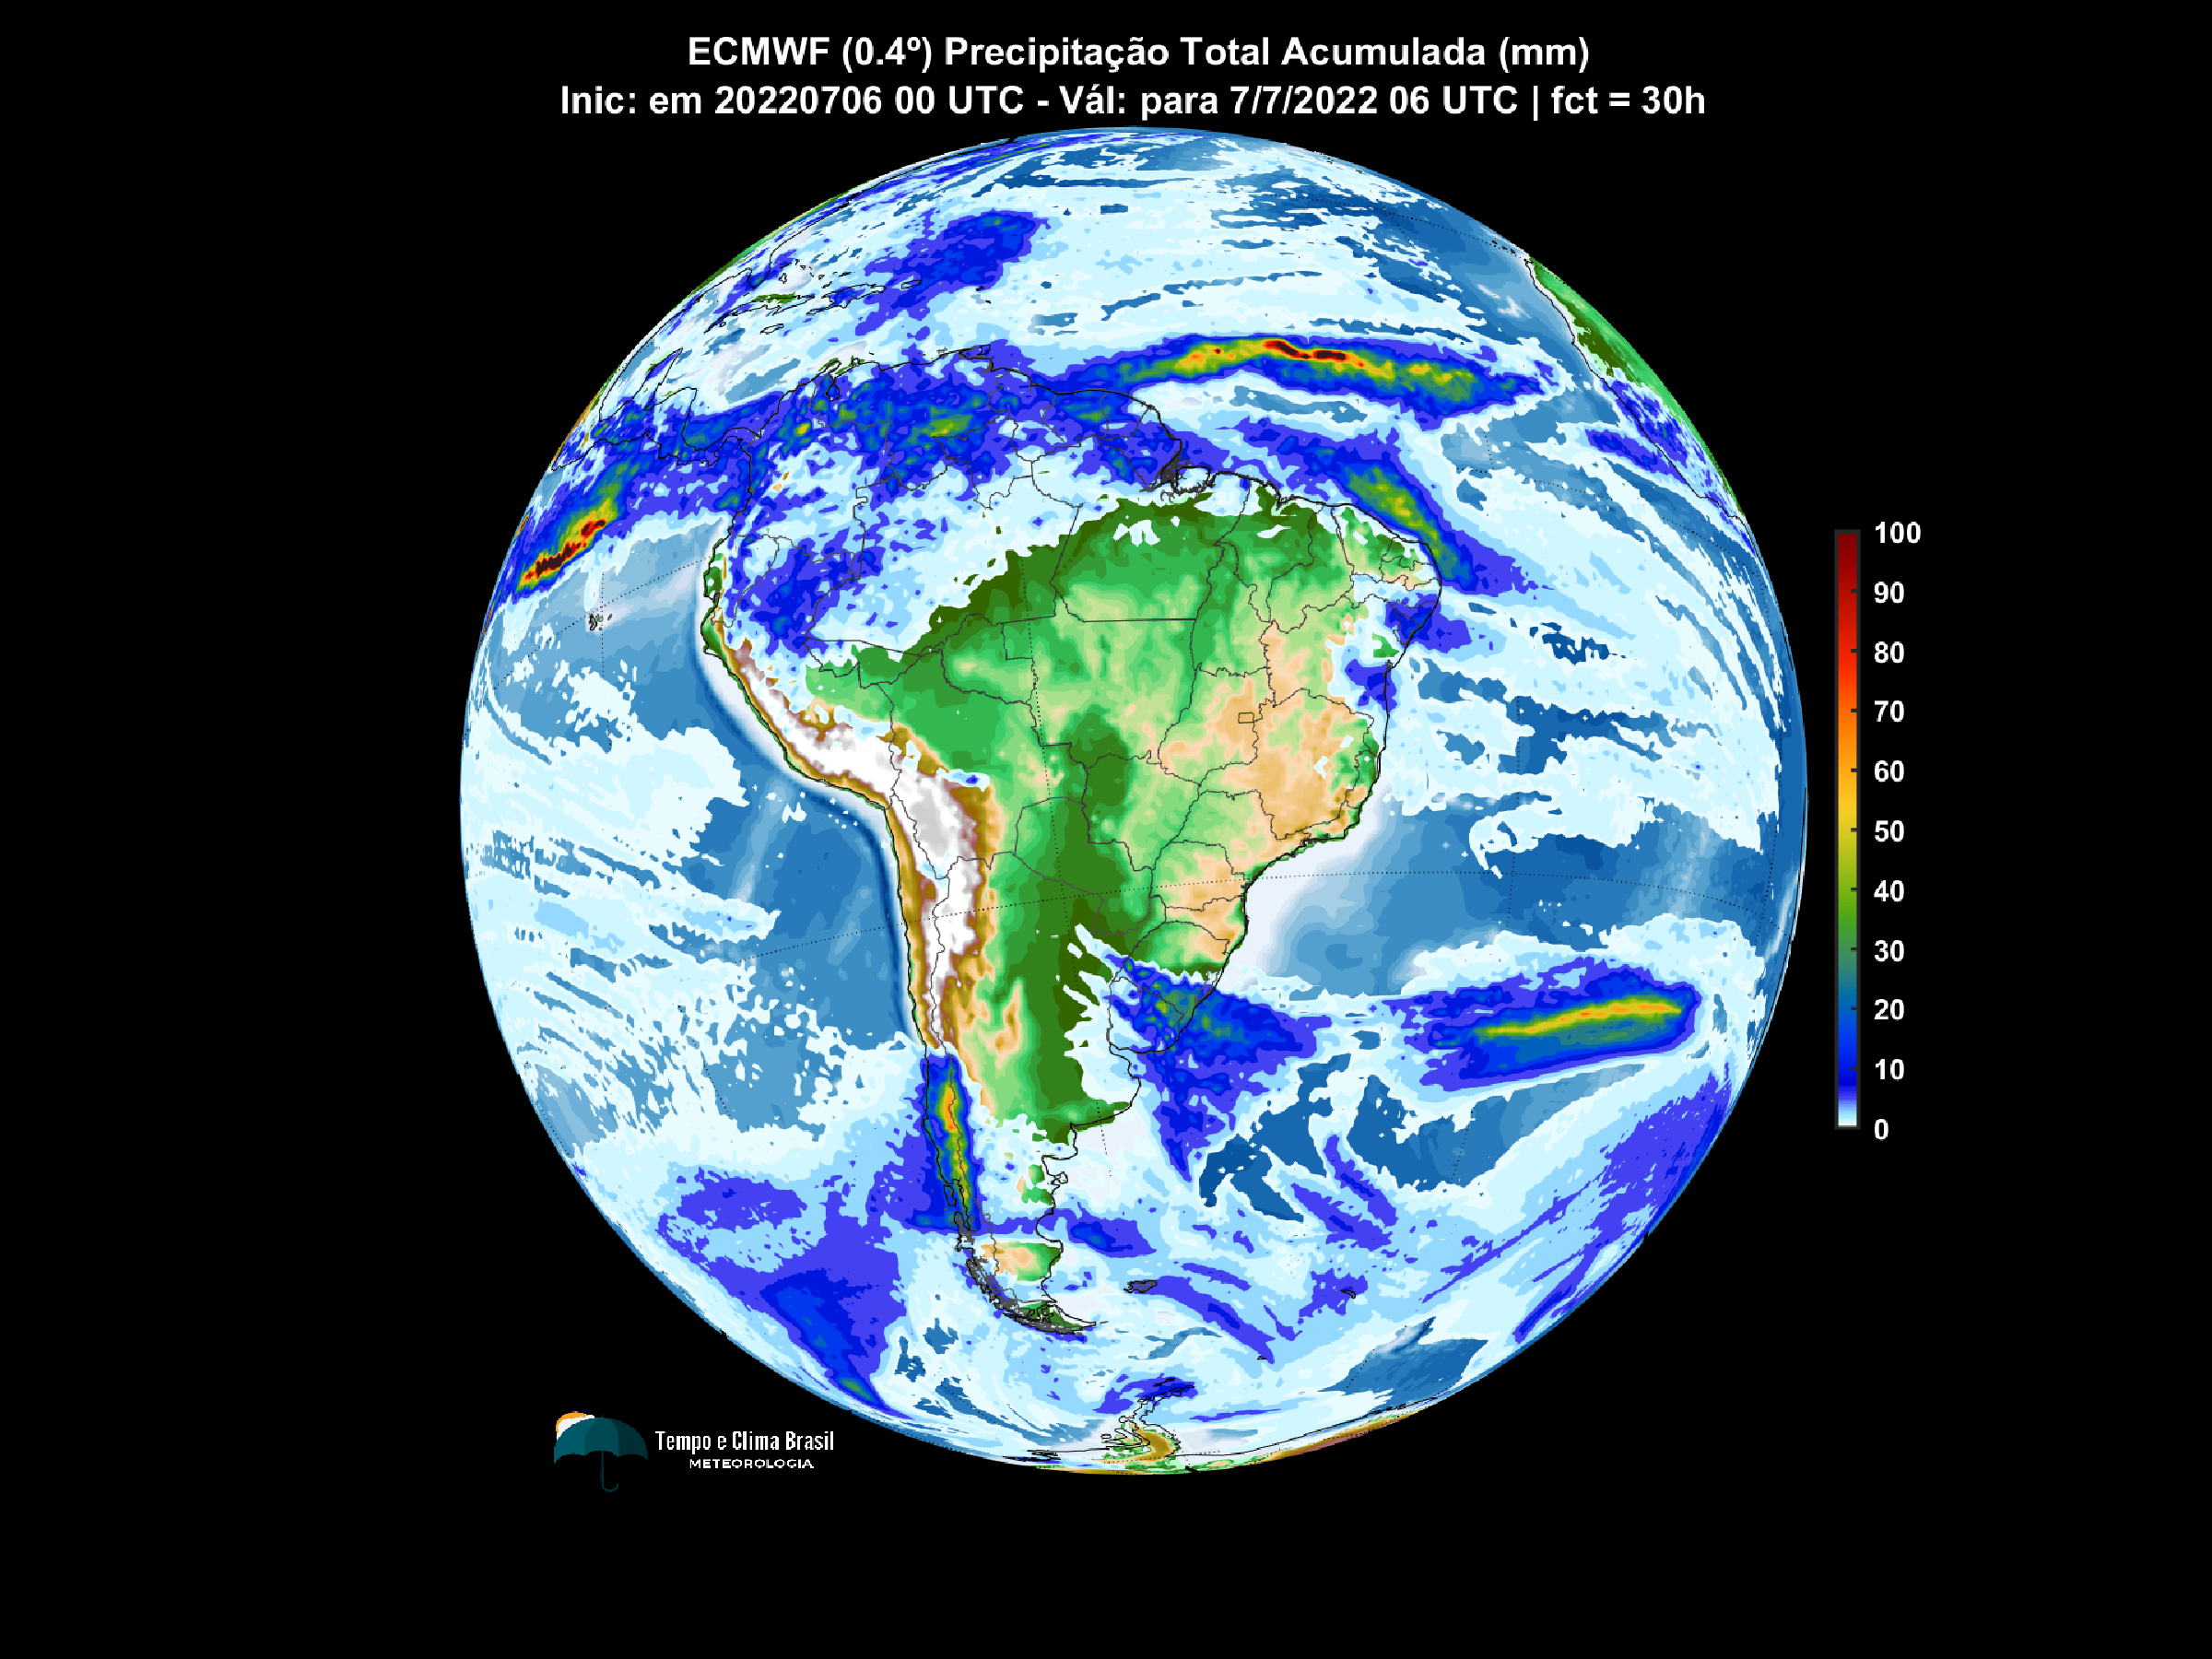 ECMWF (0.4º) Precipitação Total Acumulada (mm)
Inic: em 20220706 00 UTC - Vál: para 7/7/2022 06 UTC | fct = 30h
100
90
80
70
60
50
40
30
20
10
0
Tempo e Clima Brasil
METEOROLOGIA